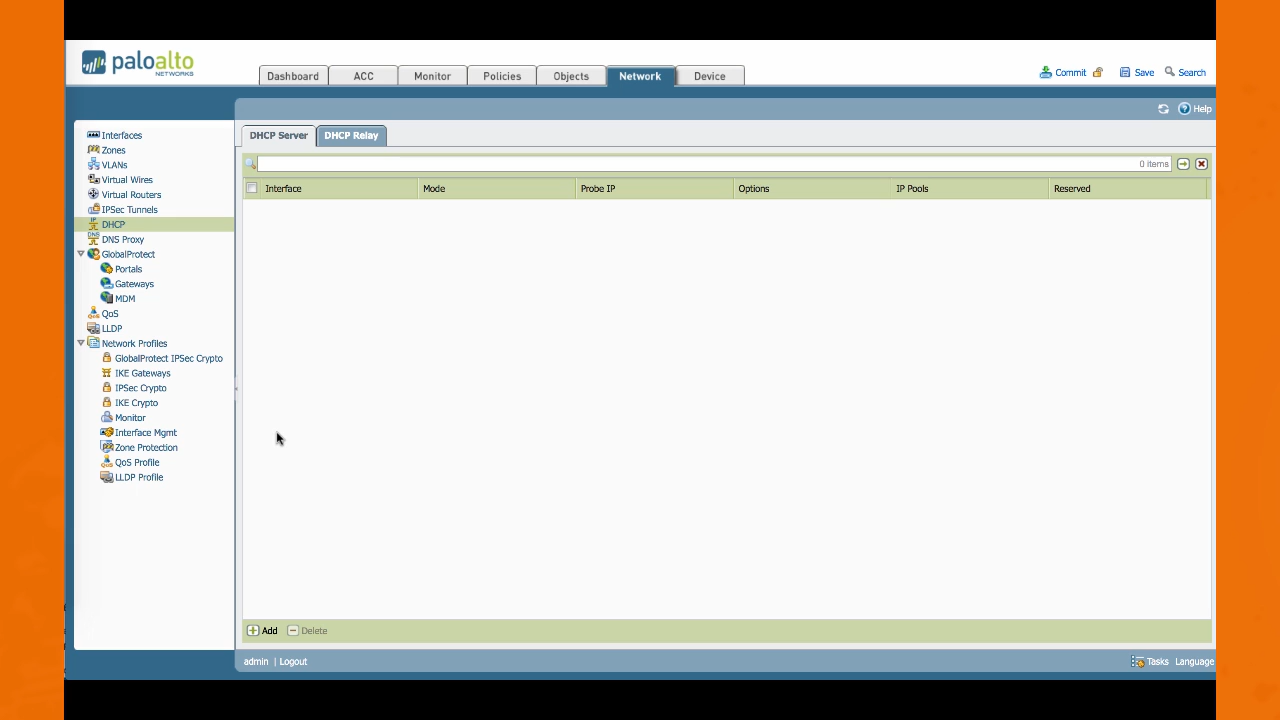 paloalto
NETWORKS
Dashboard ACC Monitor Policies Objects Network Device
Commit Save Search
Help
DHCP Server DHCP Relay
0 items
Interface Mode Probe IP Options IP Pools Reserved
Interfaces
Zones
VLANs
Virtual Wires
Virtual Routers
IPSec Tunnels
DHCP
DNS Proxy
GlobalProtect
Portals
Gateways
MDM
QoS
LLDP
Network Profiles
GlobalProtect IPSec Crypto
IKE Gateways
IPSec Crypto
IKE Crypto
Monitor
Interface Mgmt
Zone Protection
QoS Profile
LLDP Profile
Add Delete
admin | Logout
Tasks Language